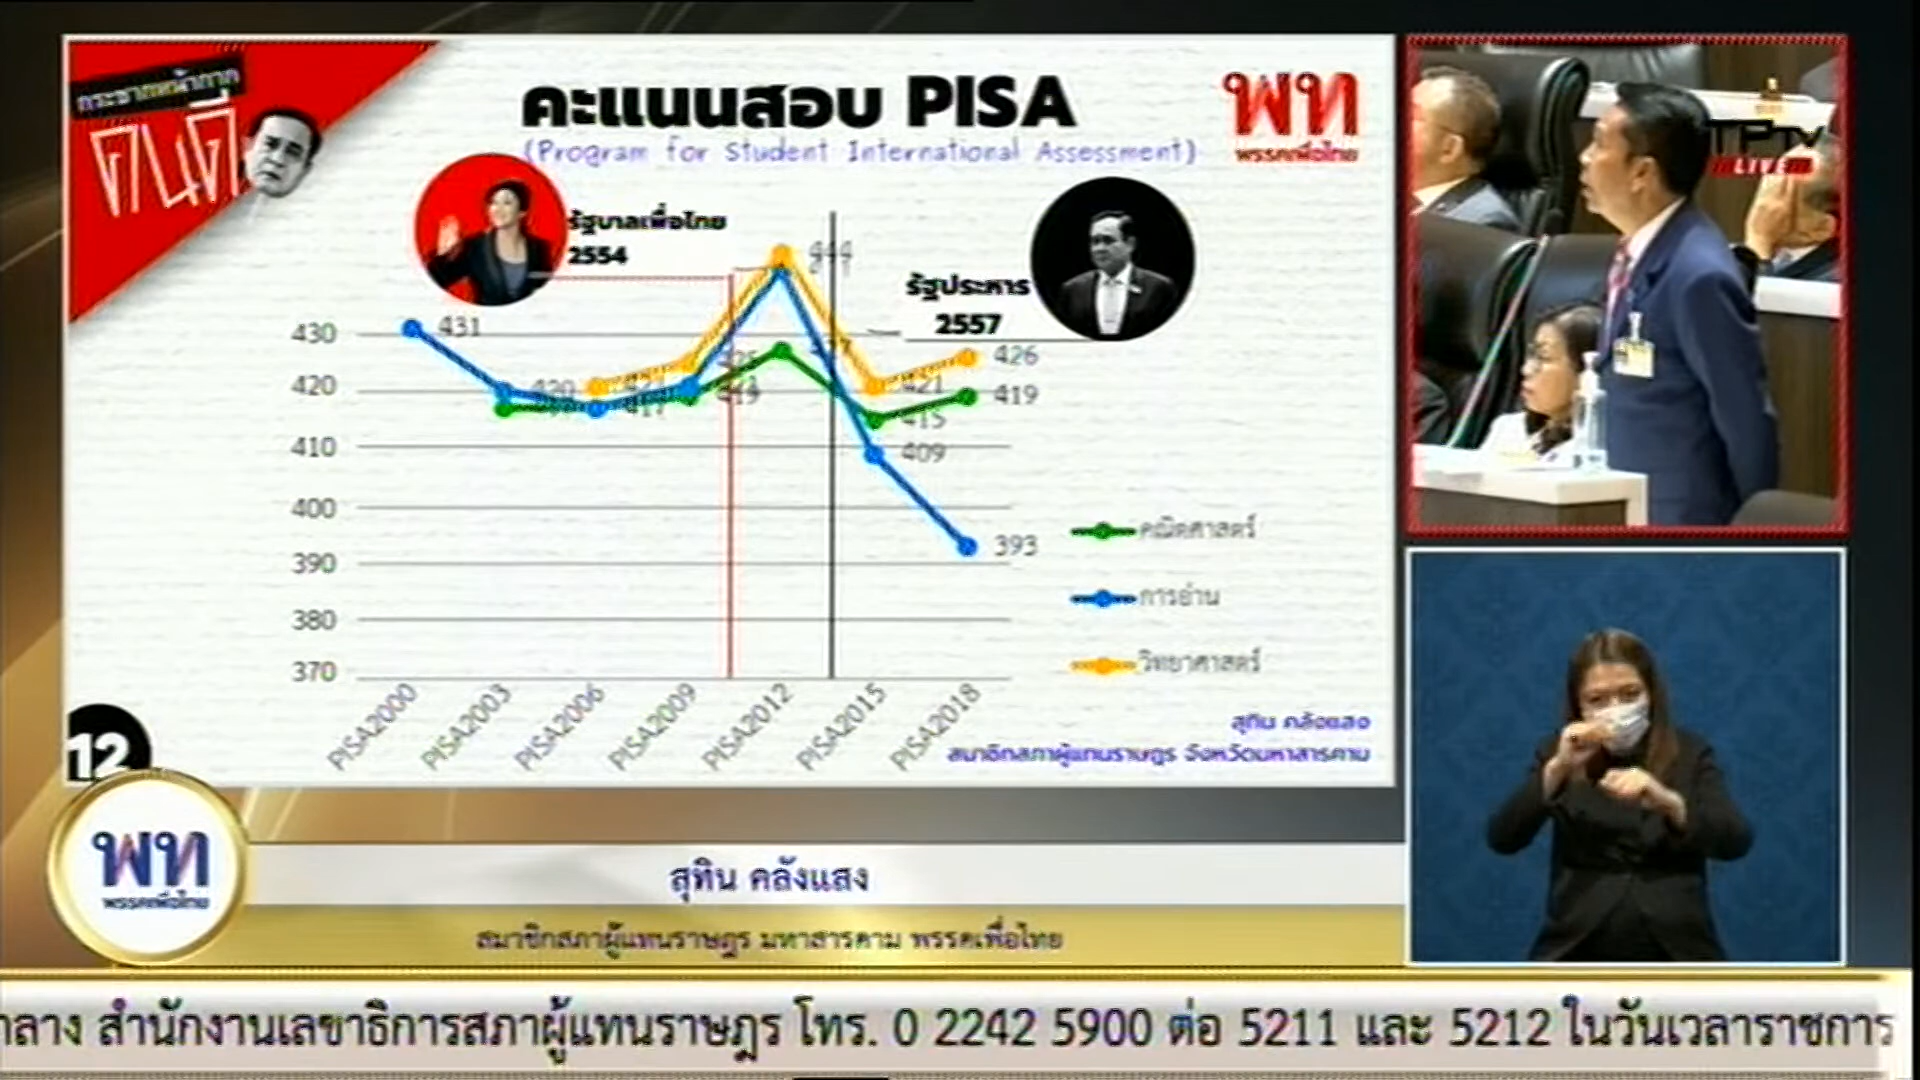 กระชากหน้ากาก
คนดี
คะแนนสอบ PISA
(Program for Student International Assessment)
พท
พรรคเพื่อไทย
รัฐบาลเพื่อไทย
2554
รัฐประหาร
2557
444
431
426
421
419
415
409
393
417
419
420
430
420
410
400
390
380
370
PISA2000
PISA2003
PISA2006
PISA2009
PISA2012
PISA2015
PISA2018
คณิตศาสตร์
การอ่าน
วิทยาศาสตร์
สุทิน คลังแสง
สมาชิกสภาผู้แทนราษฎร จังหวัดมหาสารคาม
12
TPTV
LIVE
พท
พรรคเพื่อไทย
สุทิน คลังแสง
สมาชิกสภาผู้แทนราษฎร มหาสารคาม พรรคเพื่อไทย
สำนักงานเลขาธิการสภาผู้แทนราษฎร โทร. 0 2242 5900 ต่อ 5211 และ 5212 ในวันเวลาราชการ